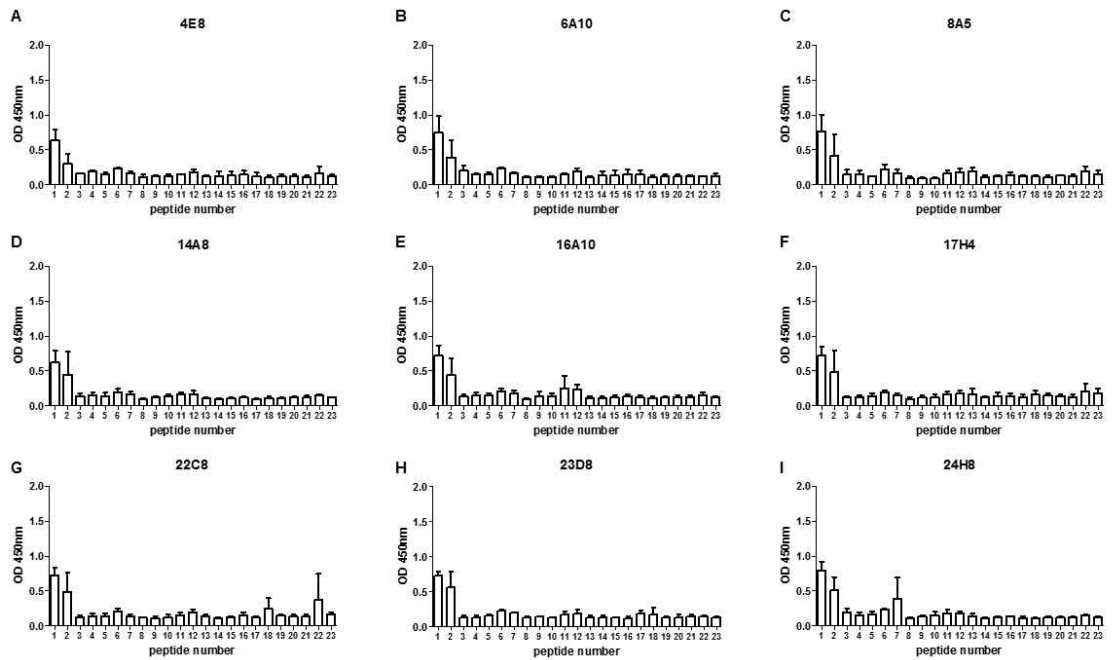 A
4E8
2.0
1.5
1.0
0.5
0.0
OD 450nm
1 2 3 4 5 6 7 8 9 10 11 12 13 14 15 16 17 18 19 20 21 22 23
peptide number
B
6A10
2.0
1.5
1.0
0.5
0.0
OD 450nm
1 2 3 4 5 6 7 8 9 10 11 12 13 14 15 16 17 18 19 20 21 22 23
peptide number
C
8A5
2.0
1.5
1.0
0.5
0.0
OD 450nm
1 2 3 4 5 6 7 8 9 10 11 12 13 14 15 16 17 18 19 20 21 22 23
peptide number
D
14A8
2.0
1.5
1.0
0.5
0.0
OD 450nm
1 2 3 4 5 6 7 8 9 10 11 12 13 14 15 16 17 18 19 20 21 22 23
peptide number
E
16A10
2.0
1.5
1.0
0.5
0.0
OD 450nm
1 2 3 4 5 6 7 8 9 10 11 12 13 14 15 16 17 18 19 20 21 22 23
peptide number
F
17H4
2.0
1.5
1.0
0.5
0.0
OD 450nm
1 2 3 4 5 6 7 8 9 10 11 12 13 14 15 16 17 18 19 20 21 22 23
peptide number
G
22C8
2.0
1.5
1.0
0.5
0.0
OD 450nm
1 2 3 4 5 6 7 8 9 10 11 12 13 14 15 16 17 18 19 20 21 22 23
peptide number
H
23D8
2.0
1.5
1.0
0.5
0.0
OD 450nm
1 2 3 4 5 6 7 8 9 10 11 12 13 14 15 16 17 18 19 20 21 22 23
peptide number
I
24H8
2.0
1.5
1.0
0.5
0.0
OD 450nm
1 2 3 4 5 6 7 8 9 10 11 12 13 14 15 16 17 18 19 20 21 22 23
peptide number